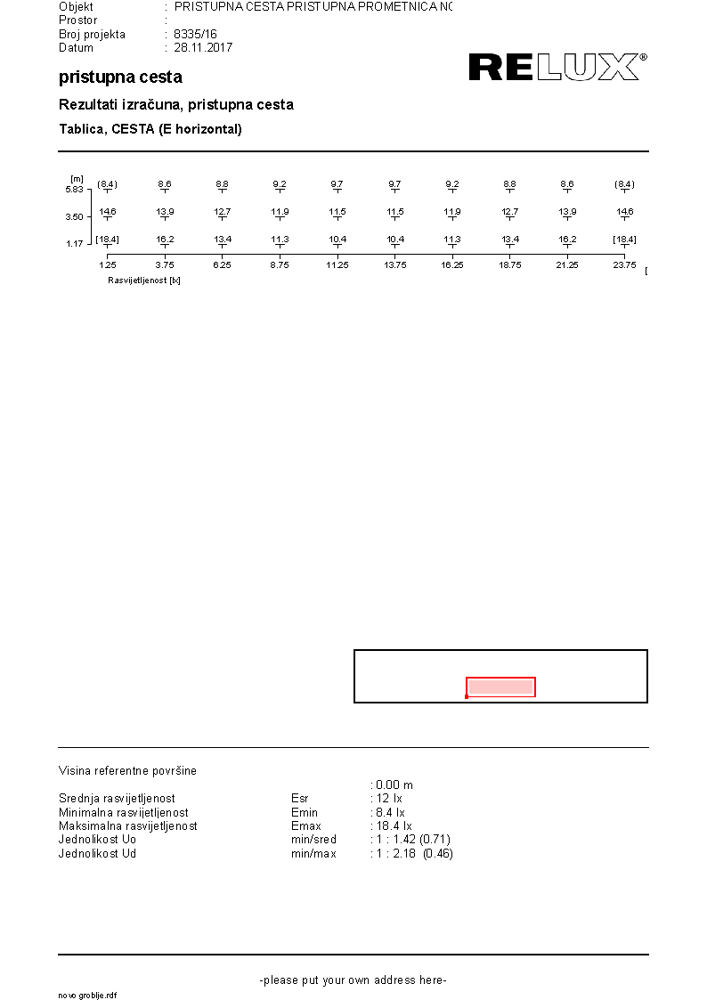 Objekt : PRISTUPNA CESTA PRISTUPNA PROMETNICA NO
Prostor :
Broj projekta : 8335/16
Datum : 28.11.2017
RELUX®
pristupna cesta
Rezultati izračuna, pristupna cesta
Tablica, CESTA (E horizontal)
[m]
5.83 (8.4) 8.6 8.8 9.2 9.7 9.7 9.2 8.8 8.6 (8.4)
3.50 14.6 13.9 12.7 11.9 11.5 11.5 11.9 12.7 13.9 14.6
1.17 [18.4] 16.2 13.4 11.3 10.4 10.4 11.3 13.4 16.2 [18.4]
1.25 3.75 6.25 8.75 11.25 13.75 16.25 18.75 21.25 23.75 [
Rasvijetljenost [lx]
Visina referentne površine
: 0.00 m
Srednja rasvijetljenost Esr : 12 lx
Minimalna rasvijetljenost Emin : 8.4 lx
Maksimalna rasvijetljenost Emax : 18.4 lx
Jednolikost Uo min/sred : 1 : 1.42 (0.71)
Jednolikost Ud min/max : 1 : 2.18 (0.46)
-please put your own address here-
novo groblje.rdf